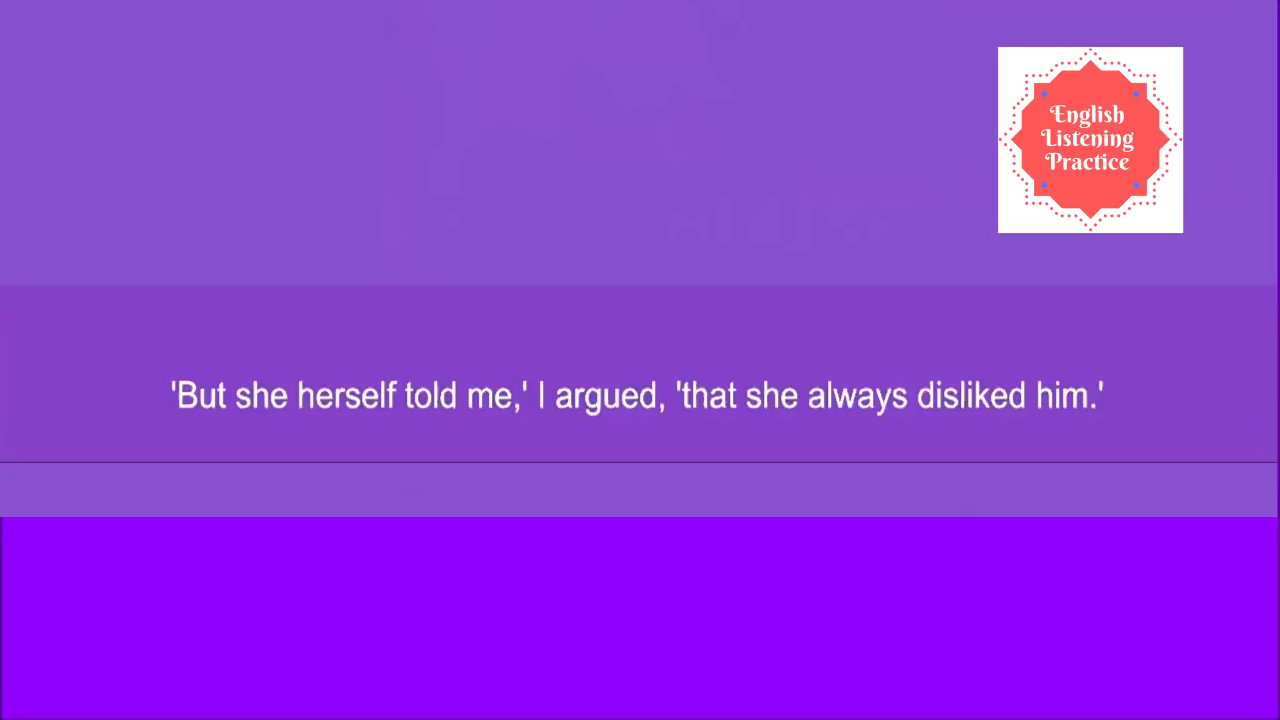 English
Listening
Practice
'But she herself told me,' I argued, 'that she always disliked him.'